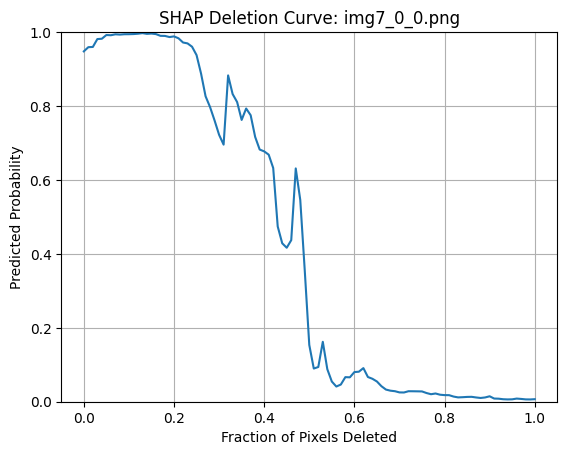 SHAP Deletion Curve: img7_0_0.png
1.0
0.8
0.6
0.4
0.2
0.0
Predicted Probability
0.0 0.2 0.4 0.6 0.8 1.0
Fraction of Pixels Deleted